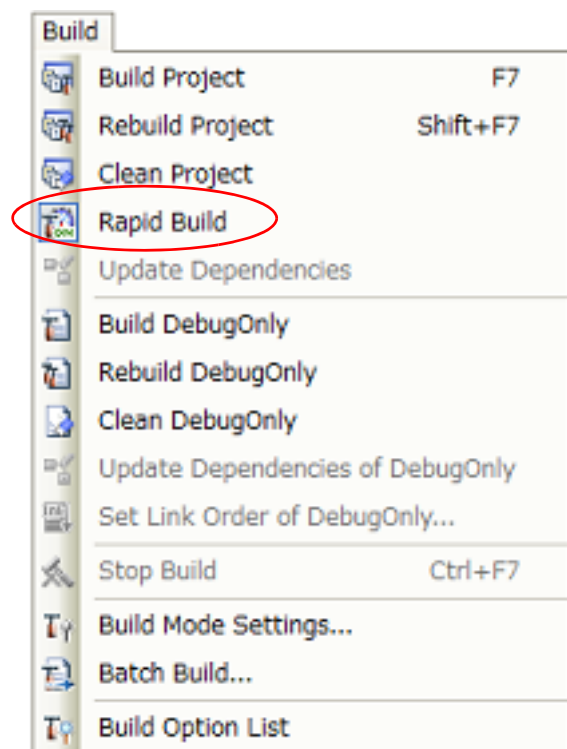 Build
Build Project F7
Rebuild Project Shift+F7
Clean Project
Rapid Build
Update Dependencies
Build DebugOnly
Rebuild DebugOnly
Clean DebugOnly
Update Dependencies of DebugOnly
Set Link Order of DebugOnly...
Stop Build Ctrl+F7
Build Mode Settings...
Batch Build...
Build Option List